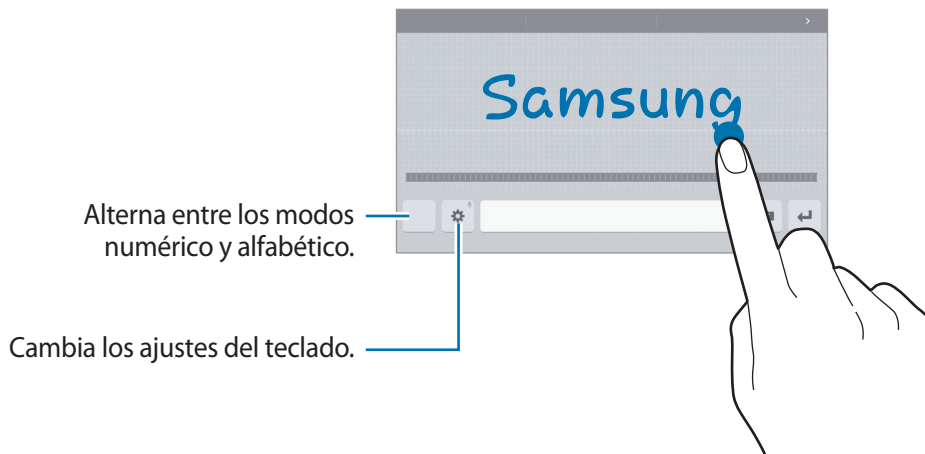 Samsung
Alterna entre los modos
numérico y alfabético.
Cambia los ajustes del teclado.